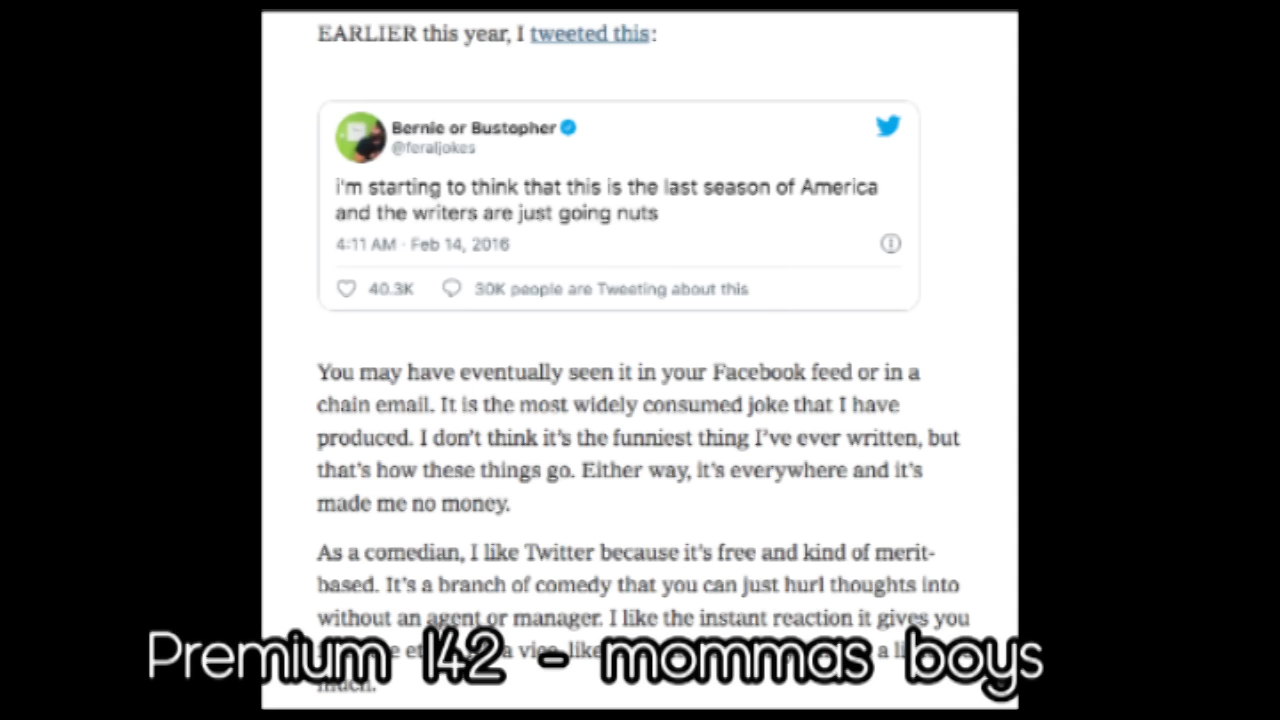 EARLIER this year, I tweeted this:
Bernie or Bustopher
@feraljokes
i'm starting to think that this is the last season of America
and the writers are just going nuts
4:11 AM · Feb 14, 2016
40.3K 30K people are Tweeting about this
You may have eventually seen it in your Facebook feed or in a
chain email. It is the most widely consumed joke that I have
produced. I don't think it's the funniest thing I've ever written, but
that's how these things go. Either way, it's everywhere and it's
made me no money.
As a comedian, I like Twitter because it's free and kind of merit-
based. It's a branch of comedy that you can just hurl thoughts into
without an agent or manager. I like the instant reaction it gives you
a vice, like
much.
Premium 142 - mommas boys